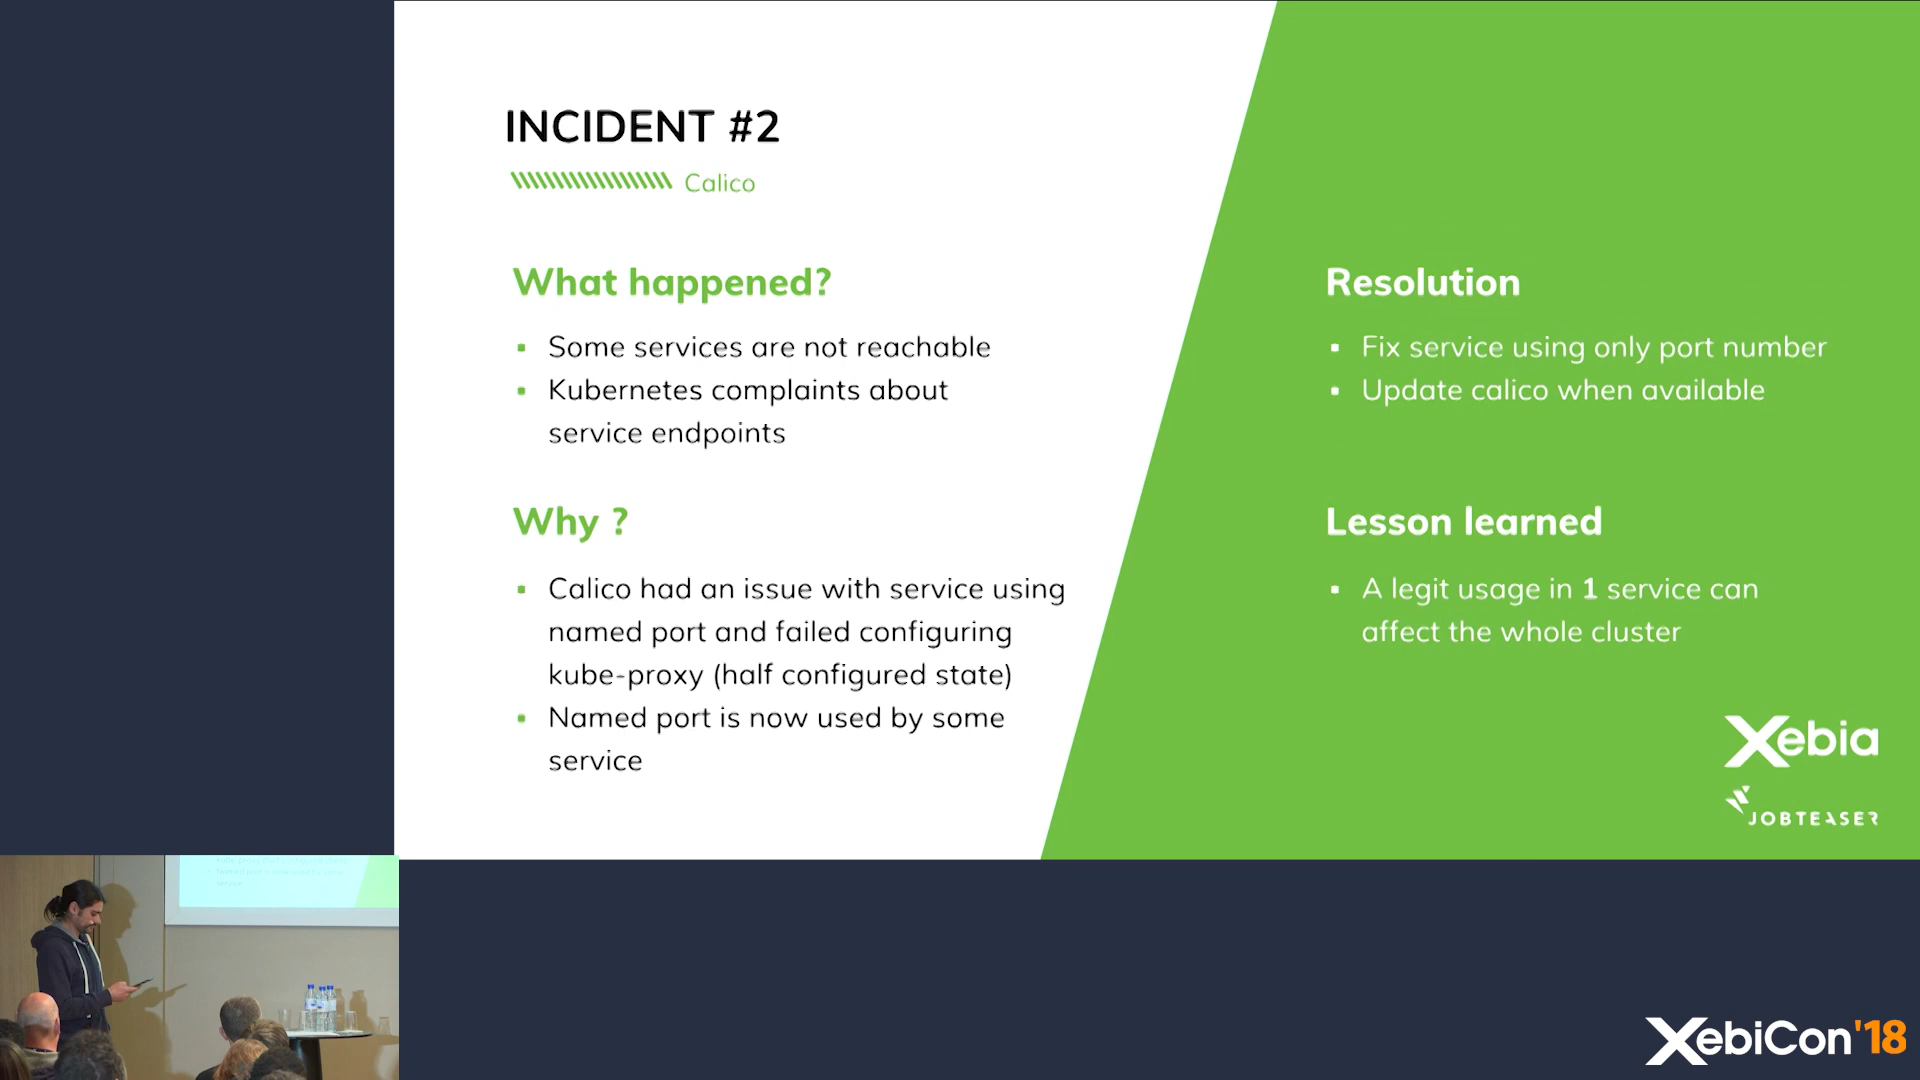 INCIDENT #2
Calico
What happened?
Some services are not reachable
Kubernetes complaints about
service endpoints
Why ?
Calico had an issue with service using
named port and failed configuring
kube-proxy (half configured state)
Named port is now used by some
service
Resolution
Fix service using only port number
Update calico when available
Lesson learned
A legit usage in 1 service can
affect the whole cluster
Xebia
JOBTEASER
XebiCon'18